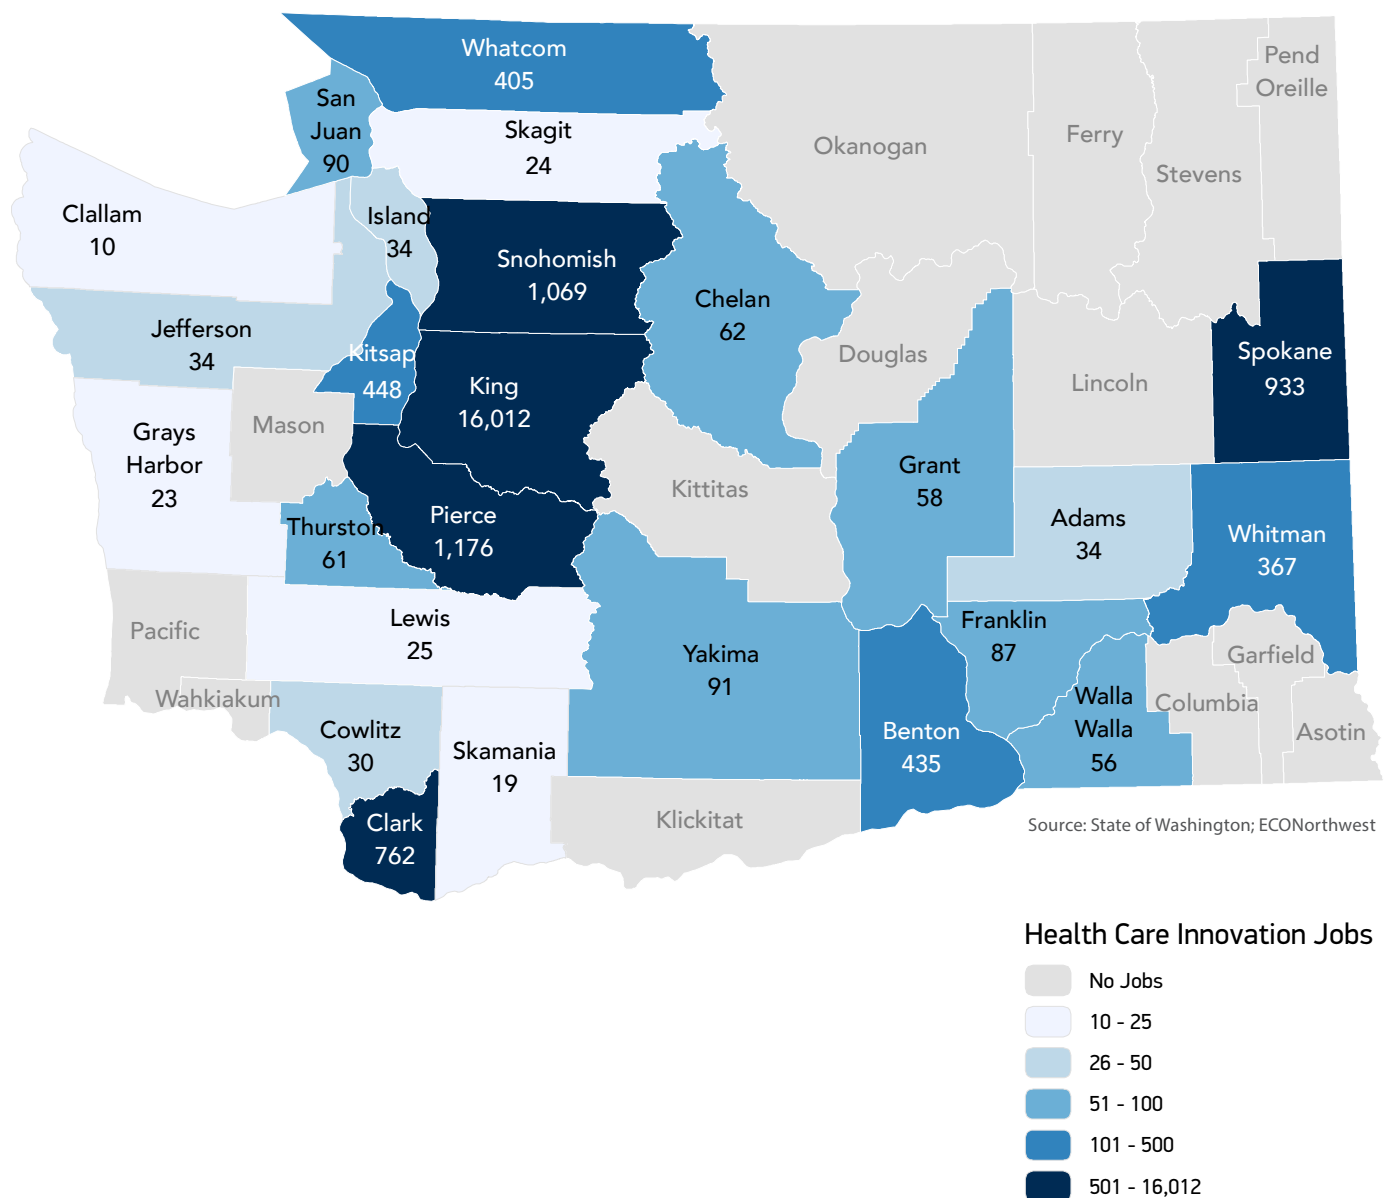 Whatcom
405
Pend
Oreille
San
Juan
90
Skagit
24
Okanogan
Ferry
Stevens
Clallam
10
Island
34
Snohomish
1,069
Chelan
62
Jefferson
34
Kitsap
448
King
16,012
Douglas
Lincoln
Spokane
933
Mason
Grays
Harbor
23
Kittitas
Grant
58
Thurston
61
Pierce
1,176
Adams
34
Whitman
367
Pacific
Lewis
25
Yakima
91
Franklin
87
Garfield
Wahkiakum
Walla
Walla
56
Columbia
Asotin
Cowlitz
30
Skamania
19
Benton
435
Clark
762
Klickitat
Source: State of Washington; ECONorthwest
Health Care Innovation Jobs
No Jobs
10 - 25
26 - 50
51 - 100
101 - 500
501 - 16,012